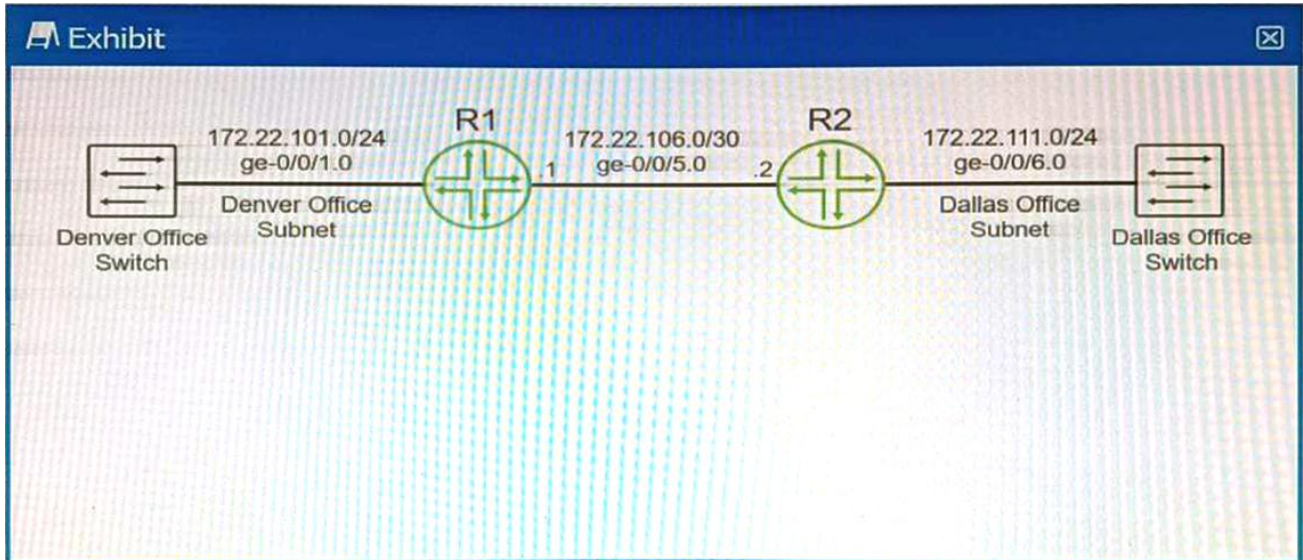 Exhibit
R1
R2
172.22.101.0/24
ge-0/0/1.0
172.22.106.0/30
ge-0/0/5.0
172.22.111.0/24
ge-0/0/6.0
.1
.2
Denver Office
Subnet
Dallas Office
Subnet
Denver Office
Switch
Dallas Office
Switch